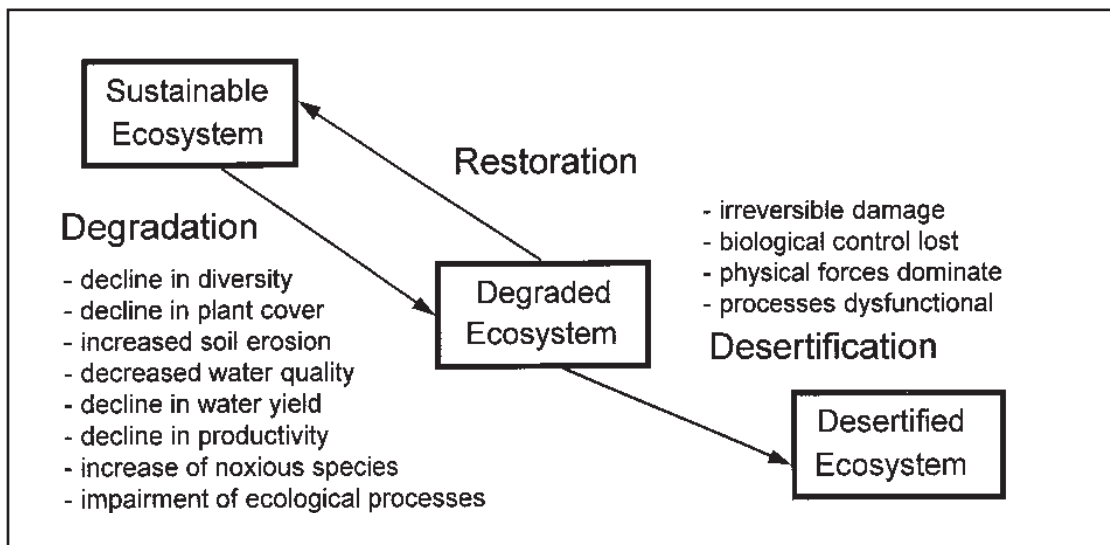 Sustainable
Ecosystem
Restoration
Degradation
- decline in diversity
- decline in plant cover
- increased soil erosion
- decreased water quality
- decline in water yield
- decline in productivity
- increase of noxious species
- impairment of ecological processes
Degraded
Ecosystem
- irreversible damage
- biological control lost
- physical forces dominate
- processes dysfunctional
Desertification
Desertified
Ecosystem